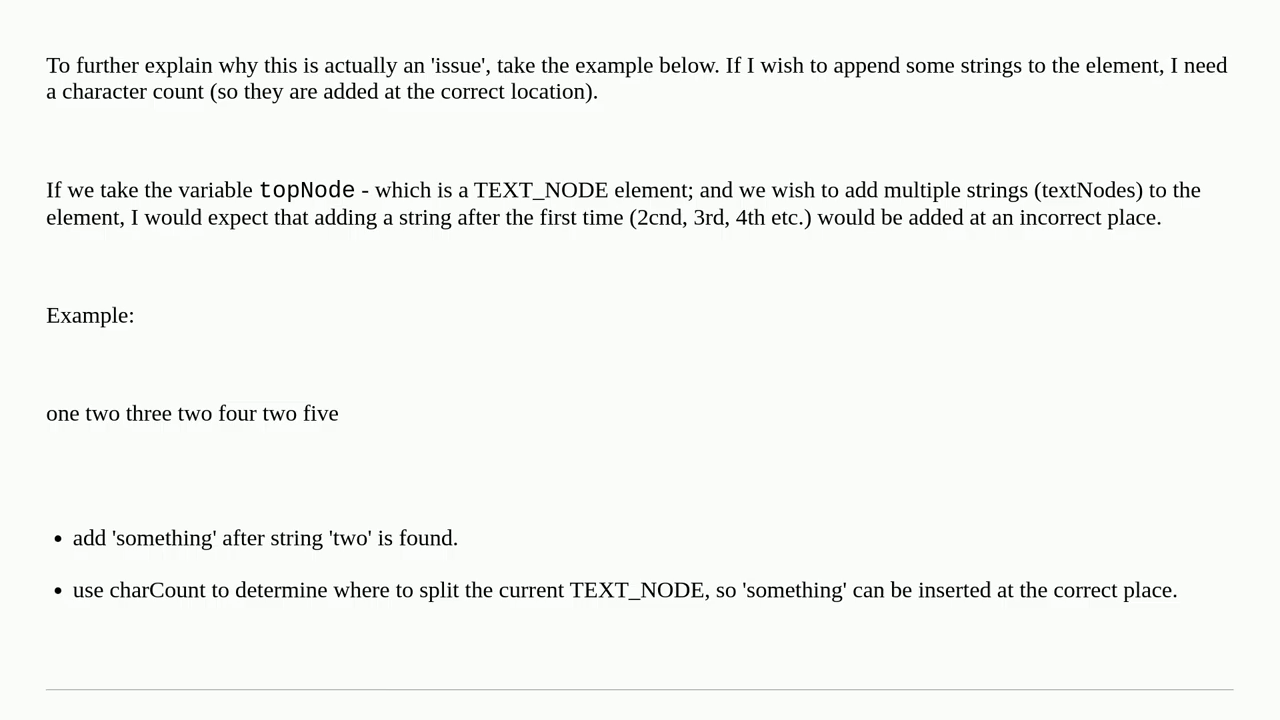 To further explain why this is actually an 'issue', take the example below. If I wish to append some strings to the element, I need
a character count (so they are added at the correct location).
If we take the variable topNode - which is a TEXT_NODE element; and we wish to add multiple strings (textNodes) to the
element, I would expect that adding a string after the first time (2cnd, 3rd, 4th etc.) would be added at an incorrect place.
Example:
one two three two four two five
• add 'something' after string 'two' is found.
• use charCount to determine where to split the current TEXT_NODE, so 'something' can be inserted at the correct place.